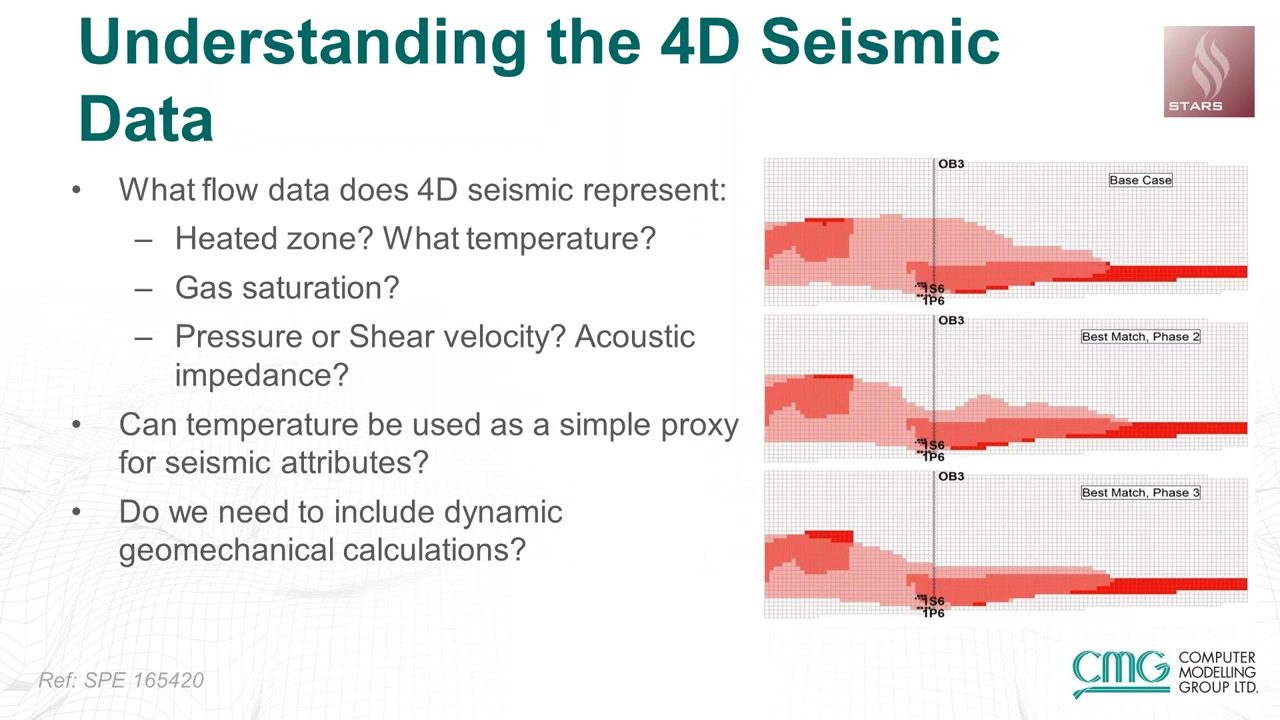 Understanding the 4D Seismic
Data
STARS
• What flow data does 4D seismic represent:
– Heated zone? What temperature?
– Gas saturation?
– Pressure or Shear velocity? Acoustic
impedance?
• Can temperature be used as a simple proxy
for seismic attributes?
• Do we need to include dynamic
geomechanical calculations?
OB3
Base Case
1S6
1P6
OB3
Best Match, Phase 2
1S6
1P6
OB3
Best Match, Phase 3
1S6
1P6
Ref: SPE 165420
CMG
COMPUTER
MODELLING
GROUP LTD.